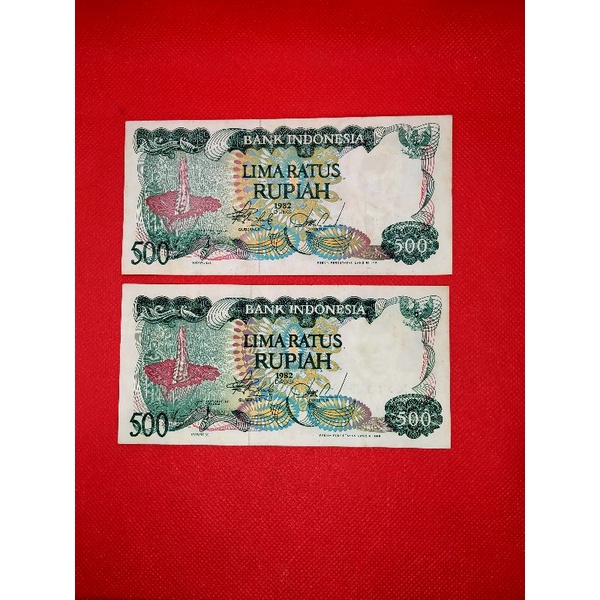 BANK INDONESIA
LIMA RATUS
RUPIAH
1982
500
500
BANK INDONESIA
LIMA RATUS
RUPIAH
1982
500
500